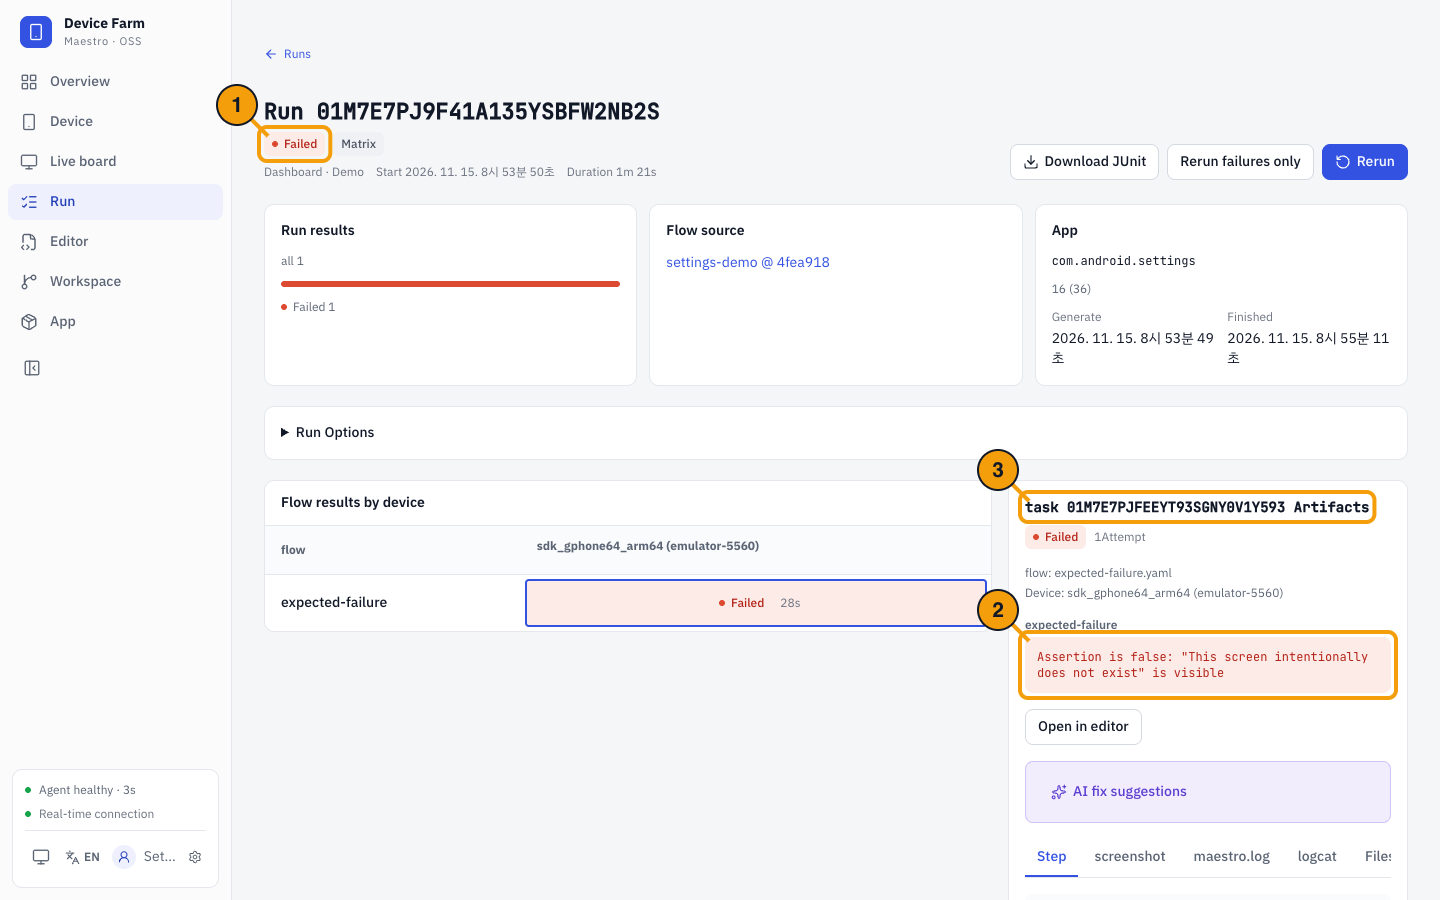 Device Farm
Maestro · OSS
Overview
Device
Live board
Run
Editor
Workspace
App
Agent healthy · 3s
Real-time connection
EN
Set...
Runs
1
Run 01M7E7PJ9F41A135YSBFW2NB2S
Failed
Matrix
Dashboard · Demo Start 2026. 11. 15. 8시 53분 50초 Duration 1m 21s
Download JUnit
Rerun failures only
Rerun
Run results
all 1
Failed 1
Flow source
settings-demo @ 4fea918
App
com.android.settings
16 (36)
Generate
2026. 11. 15. 8시 53분 49
초
Finished
2026. 11. 15. 8시 55분 11
초
Run Options
Flow results by device
flow
sdk_gphone64_arm64 (emulator-5560)
expected-failure
Failed 28s
3
task 01M7E7PJFEEYT93SGNY0V1Y593 Artifacts
Failed
1Attempt
flow: expected-failure.yaml
Device: sdk_gphone64_arm64 (emulator-5560)
2
expected-failure
Assertion is false: "This screen intentionally
does not exist" is visible
Open in editor
AI fix suggestions
Step
screenshot
maestro.log
logcat
Files